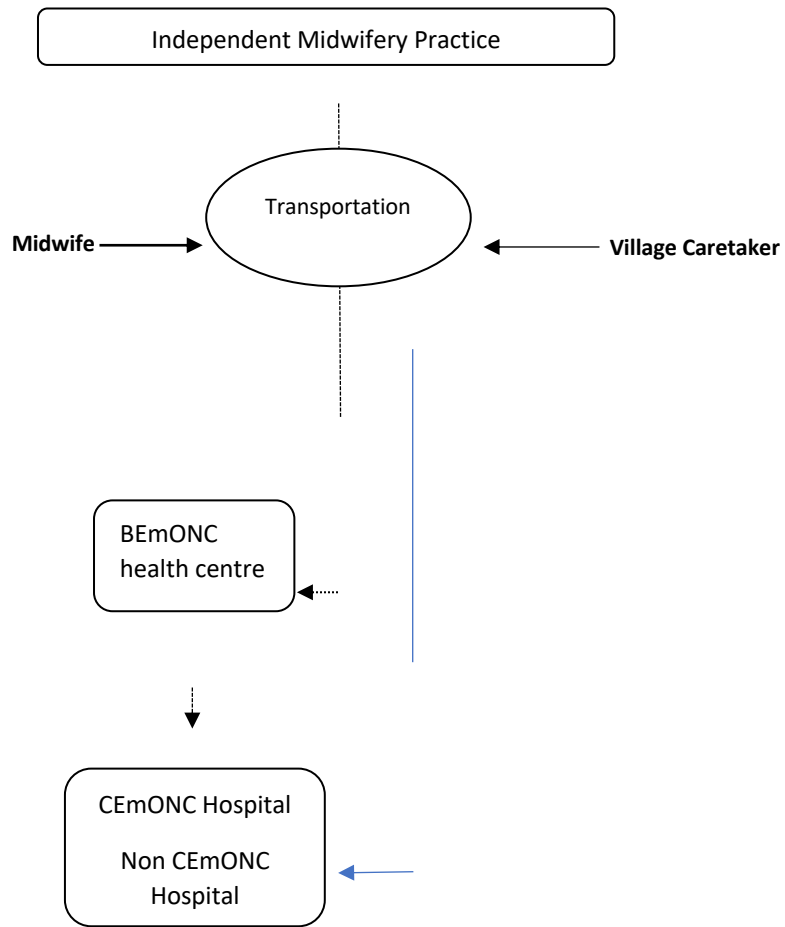 Independent Midwifery Practice
Transportation
Midwife
Village Caretaker
BEmONC
health centre
CEmONC Hospital
Non CEmONC
Hospital